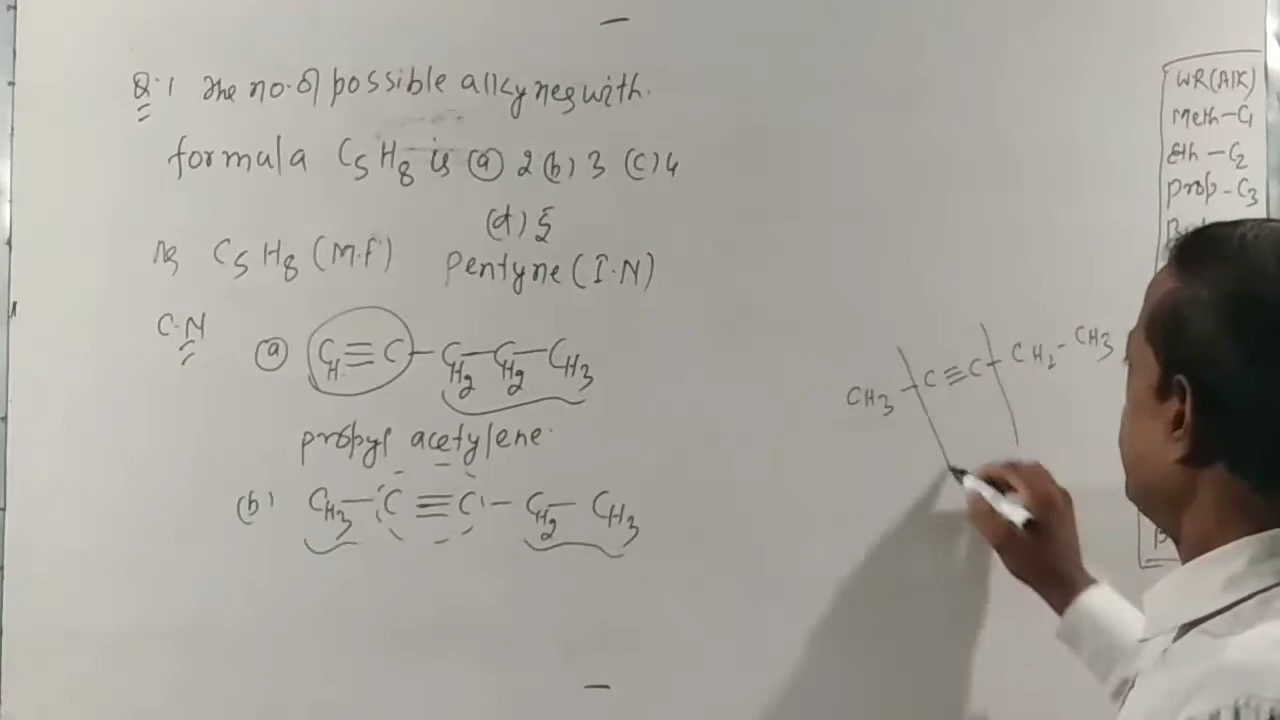 Q.1 The no. of possible alkynes with
formula C5H8 is (a) 2 (b) 3 (c) 4
(d) 5
C5H8 (M.F) Pentyne (I.N)
C.N
(a) CH≡C-CH2-CH2-CH3
propyl acetylene.
(b) CH3-C≡C-CH2-CH3
CH3-C≡C-CH2-CH3
WR(Alk)
Meth-C1
Eth-C2
Prop-C3